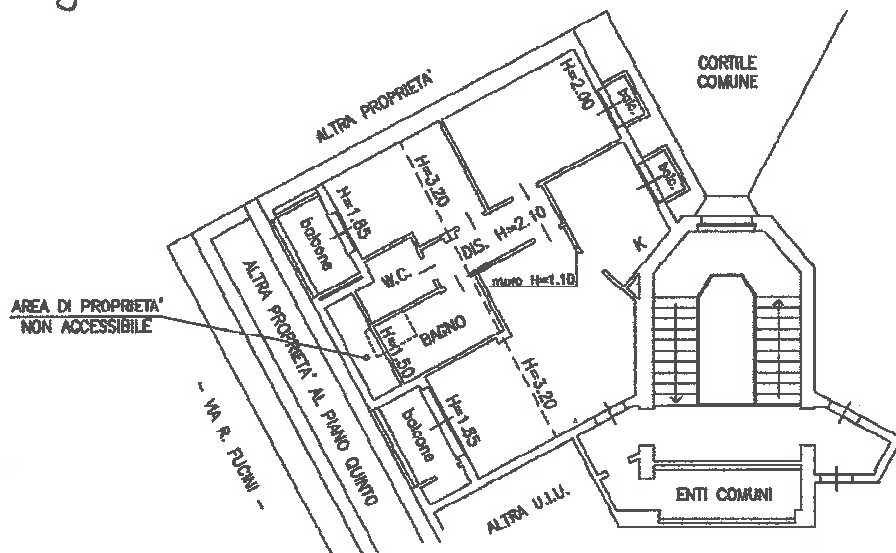 CORTILE
COMUNE
ALTRA PROPRIETA'
H=2.00
balc.
balc.
H=3.20
H=1.85
balcone
DIS. H=2.10
K
W.C.
muro H=1.10
ALTRA PROPRIETA' AL PIANO QUINTO
AREA DI PROPRIETA'
NON ACCESSIBILE
BAGNO
H=1.50
H=3.20
H=1.85
balcone
- VIA R. FUCINI -
ALTRA U.I.U.
ENTI COMUNI